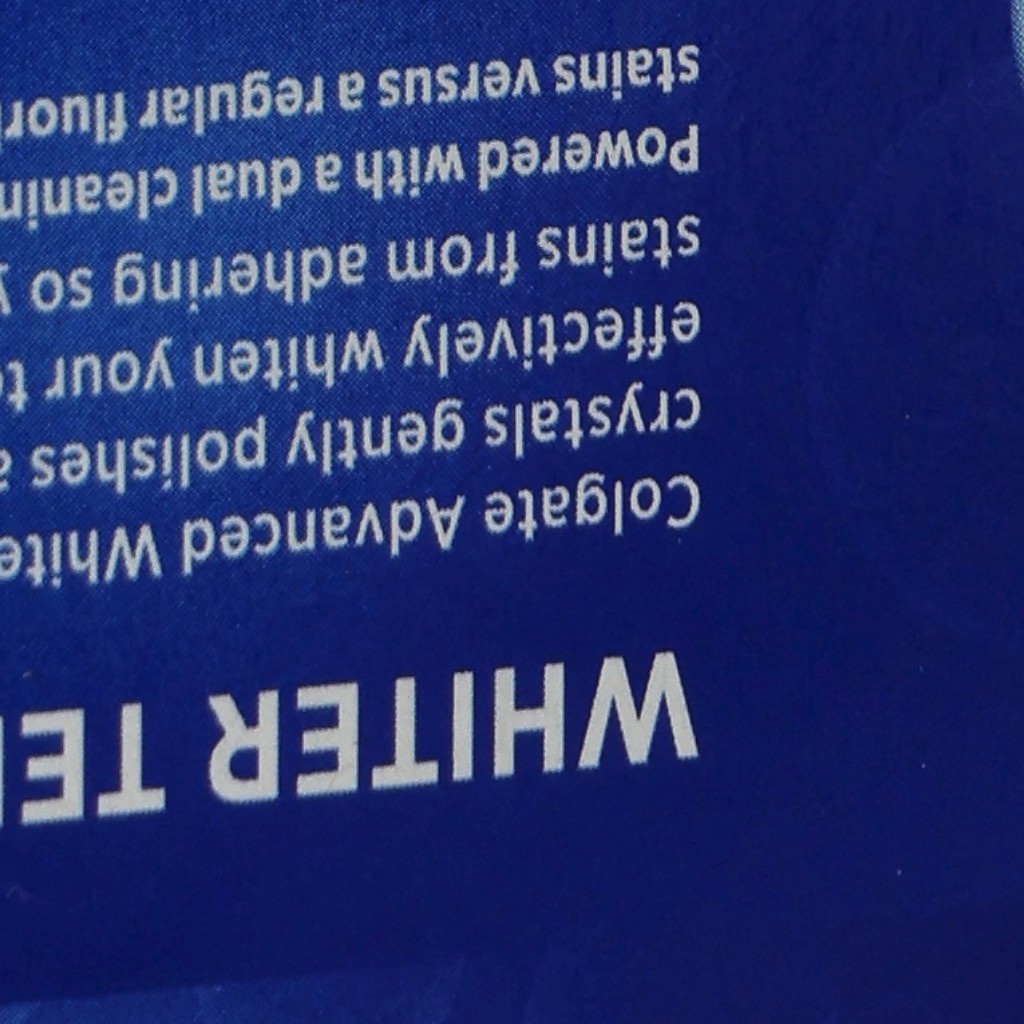 WHITER
Colgate Advanced White
crystals gently polishes
effectively whiten your
stains from adhering so
Powered with a dual
stains versus a regular